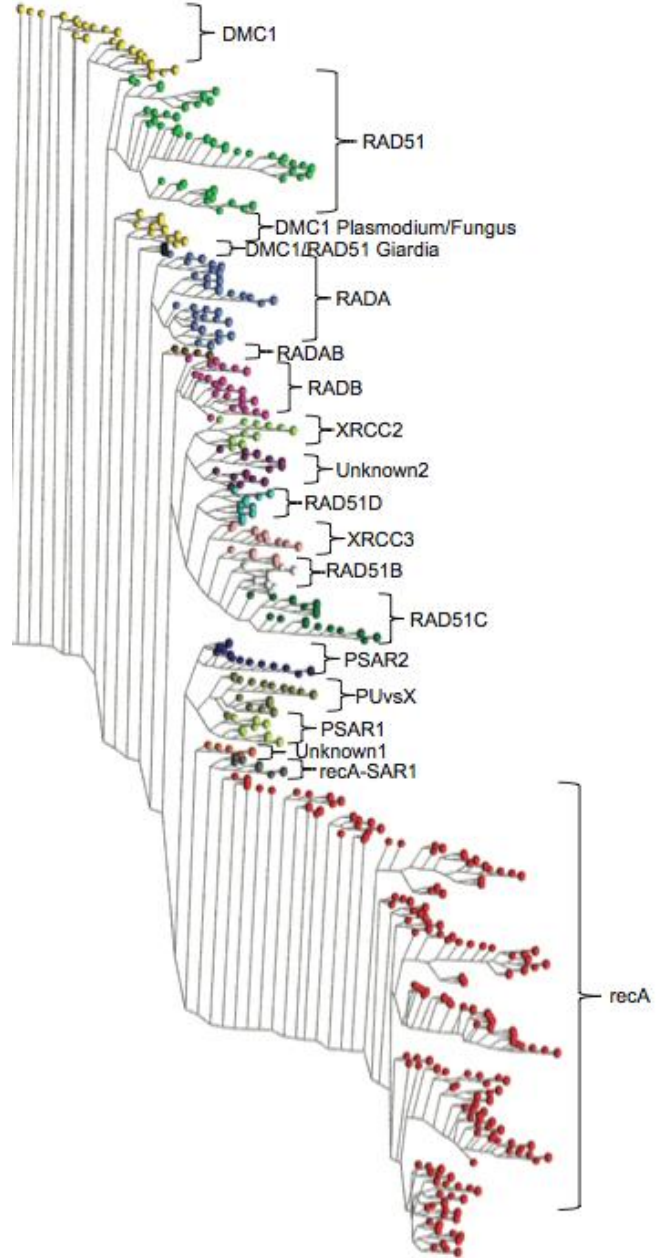 DMC1
RAD51
DMC1 Plasmodium/Fungus
DMC1/RAD51 Giardia
RADA
RADAB
RADB
XRCC2
Unknown2
RAD51D
XRCC3
RAD51B
RAD51C
PSAR2
PUvsX
PSAR1
Unknown1
recA-SAR1
recA